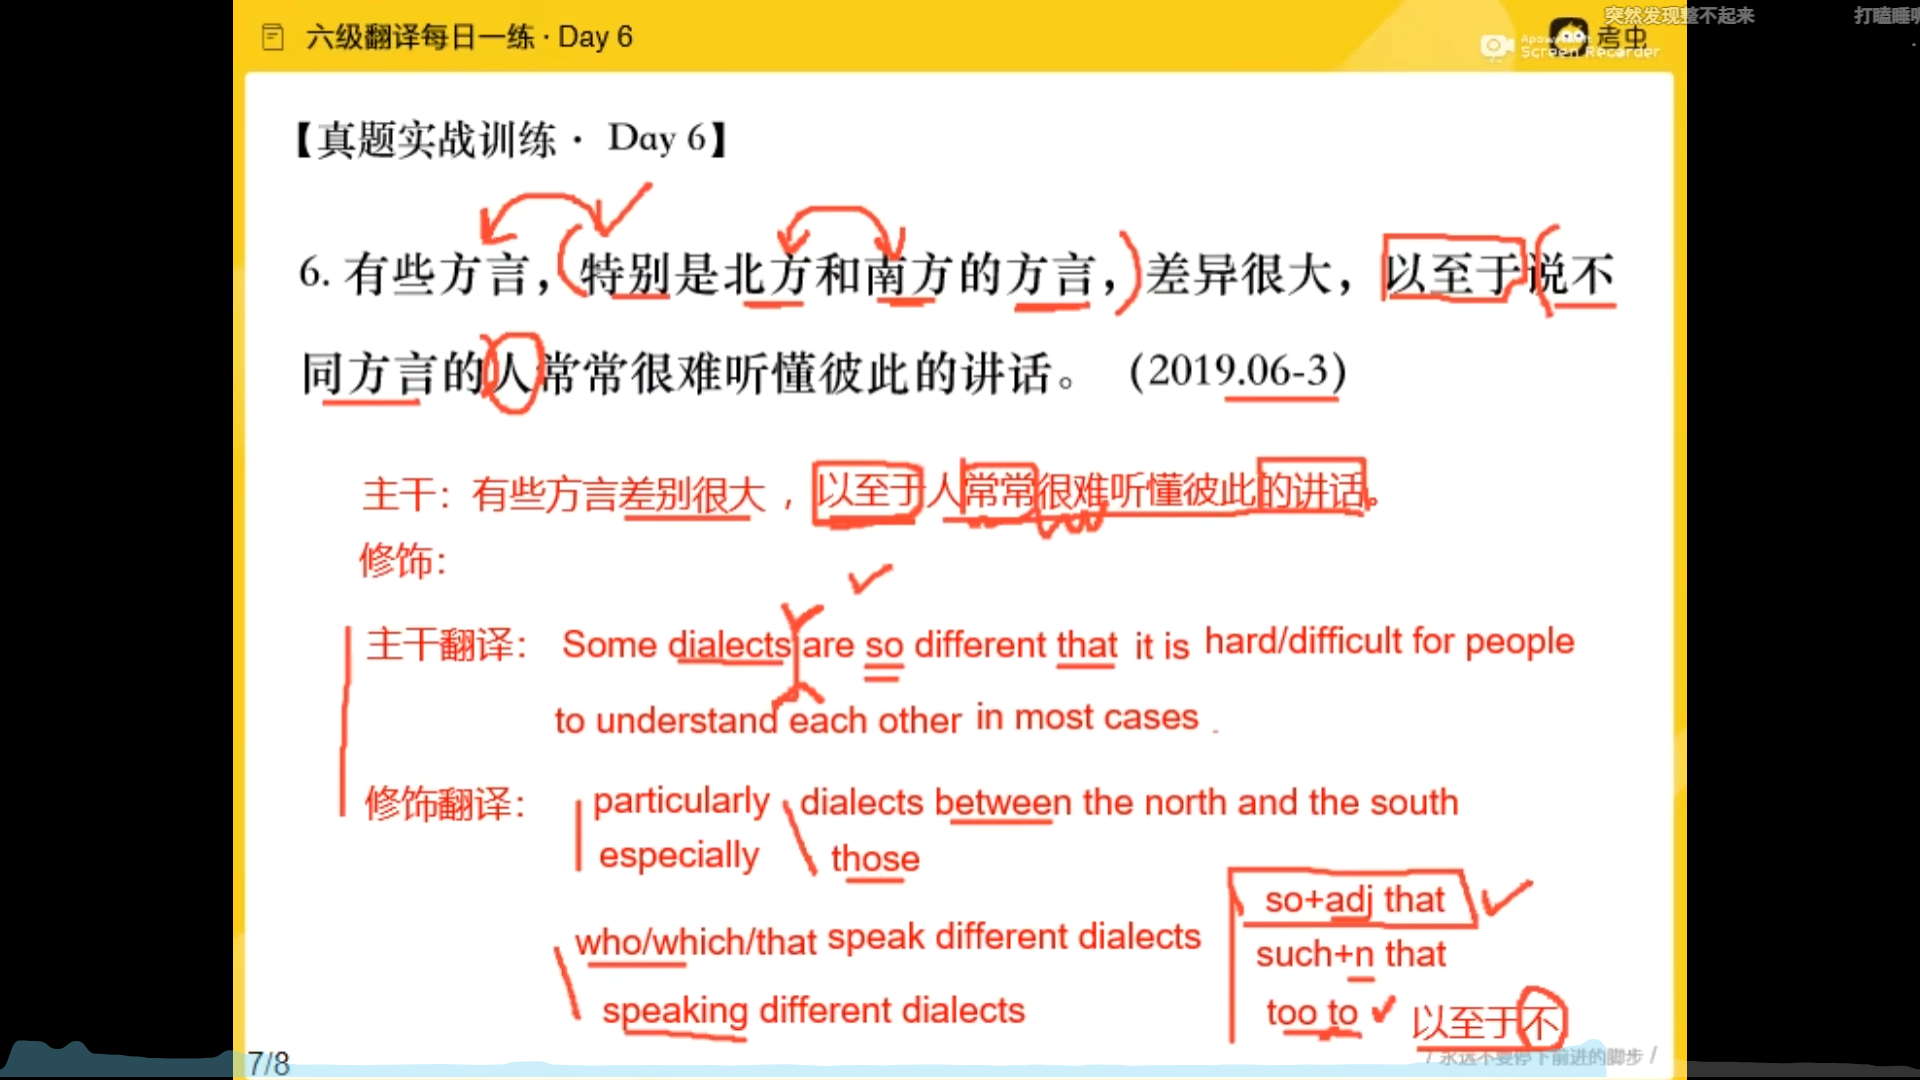 六级翻译每日一练 · Day 6
突然发现整不起来
打瞌睡
考虫
Screen Recorder
【真题实战训练 · Day 6】
6. 有些方言，特别是北方和南方的方言，差异很大，以至于说不
同方言的人常常很难听懂彼此的讲话。（2019.06-3）
主干：有些方言差别很大，以至于人常常很难听懂彼此的讲话。
修饰：
主干翻译： Some dialects are so different that it is hard/difficult for people
to understand each other in most cases .
修饰翻译： particularly dialects between the north and the south
especially those
who/which/that speak different dialects
speaking different dialects
so+adj that
such+n that
too to 以至于不
/ 永远不要停下前进的脚步 /
7/8